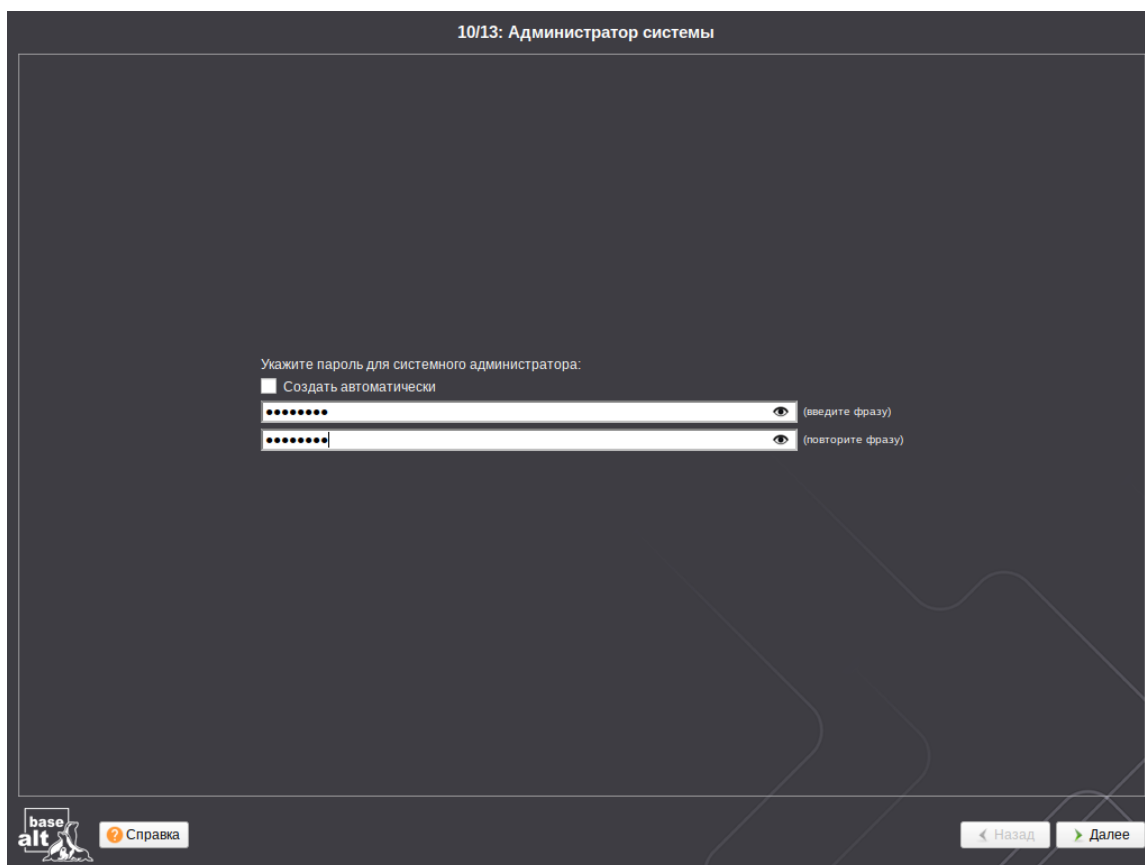 10/13: Администратор системы
Укажите пароль для системного администратора:
Создать автоматически
•••••••• (введите фразу)
•••••••• (повторите фразу)
base
alt
Справка
Назад
Далее